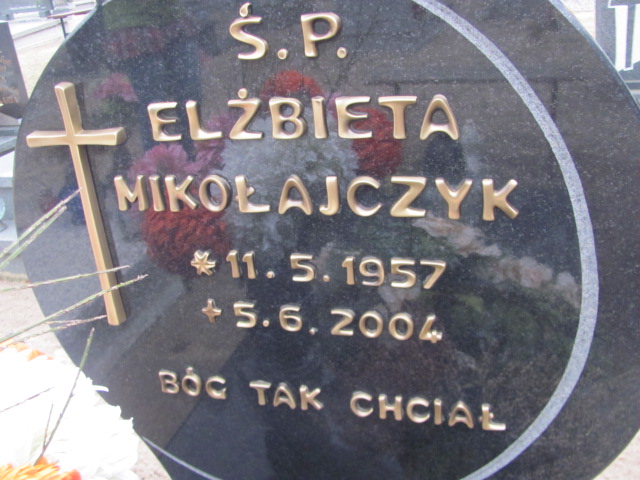 Ś.P.
ELŻBIETA
MIKOŁAJCZYK
* 11.5.1957
+ 5.6.2004
BÓG TAK CHCIAŁ